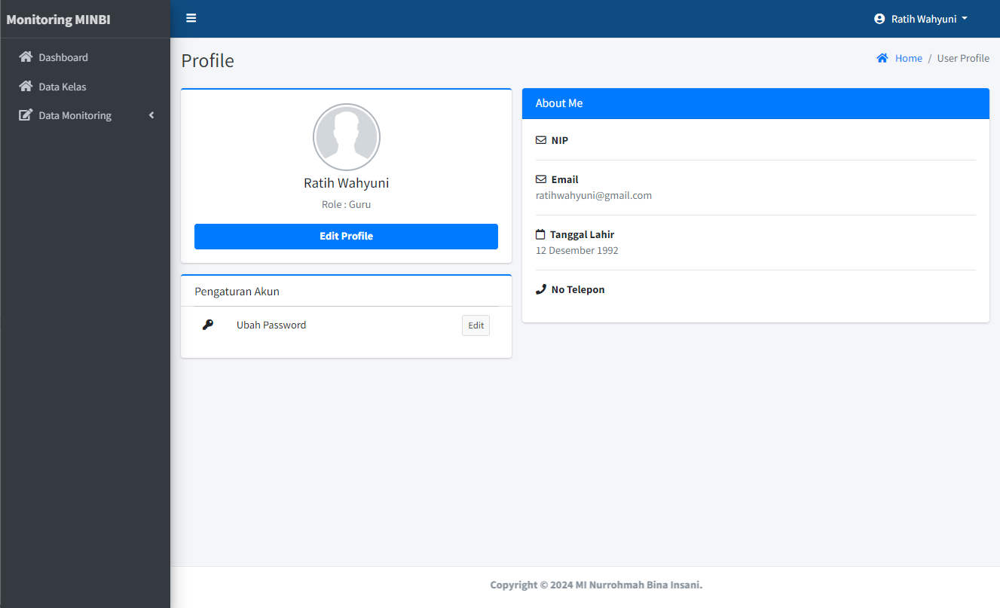 Monitoring MINBI
Ratih Wahyuni
Dashboard
Data Kelas
Data Monitoring
Profile
Home / User Profile
Ratih Wahyuni
Role : Guru
Edit Profile
Pengaturan Akun
Ubah Password
Edit
About Me
NIP
Email
ratihwahyuni@gmail.com
Tanggal Lahir
12 Desember 1992
No Telepon
Copyright © 2024 MI Nurrohmah Bina Insani.